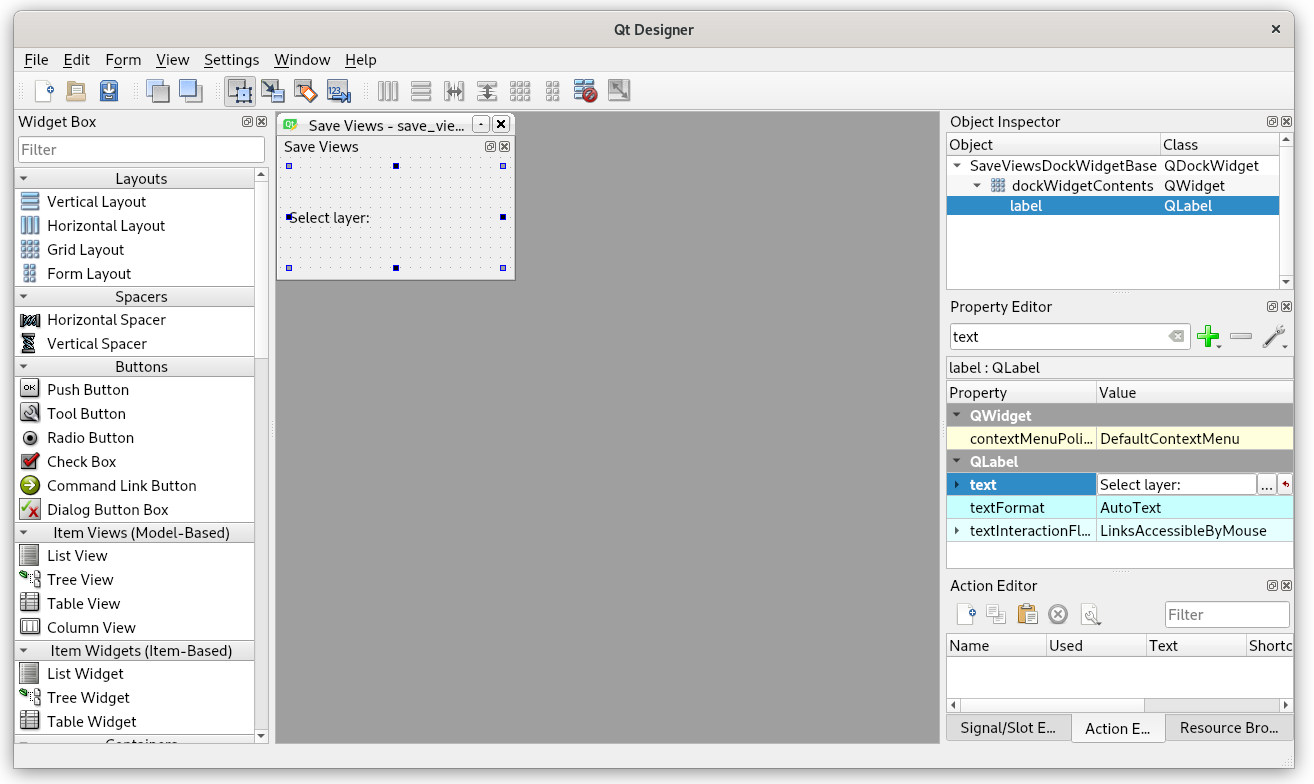 Qt Designer
File Edit Form View Settings Window Help
123
Widget Box
Filter
Layouts
Vertical Layout
Horizontal Layout
Grid Layout
Form Layout
Spacers
Horizontal Spacer
Vertical Spacer
Buttons
OK Push Button
Tool Button
Radio Button
Check Box
Command Link Button
Dialog Button Box
Item Views (Model-Based)
List View
Tree View
Table View
Column View
Item Widgets (Item-Based)
List Widget
Tree Widget
Table Widget
Containers
Qt Save Views - save_vie...
Save Views
Select layer:
Object Inspector
Object Class
SaveViewsDockWidgetBase QDockWidget
dockWidgetContents QWidget
label QLabel
Property Editor
text
label : QLabel
Property Value
QWidget
contextMenuPoli... DefaultContextMenu
QLabel
text Select layer: ...
textFormat AutoText
textInteractionFl... LinksAccessibleByMouse
Action Editor
Filter
Name Used Text Shortc
Signal/Slot E... Action E... Resource Bro...